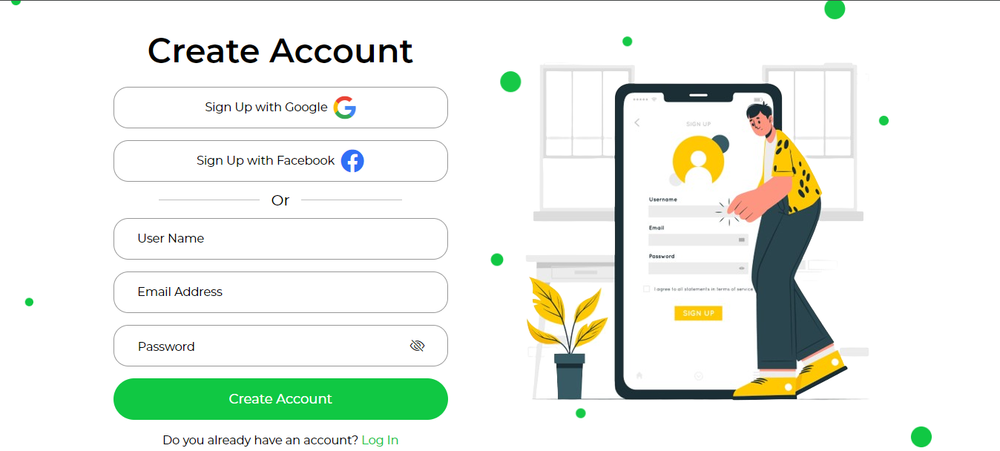 Create Account
Sign Up with Google
Sign Up with Facebook
Or
User Name
Email Address
Password
Create Account
Do you already have an account? Log In
SIGN UP
Username
Email
Password
I agree to all statements in terms of service
SIGN UP